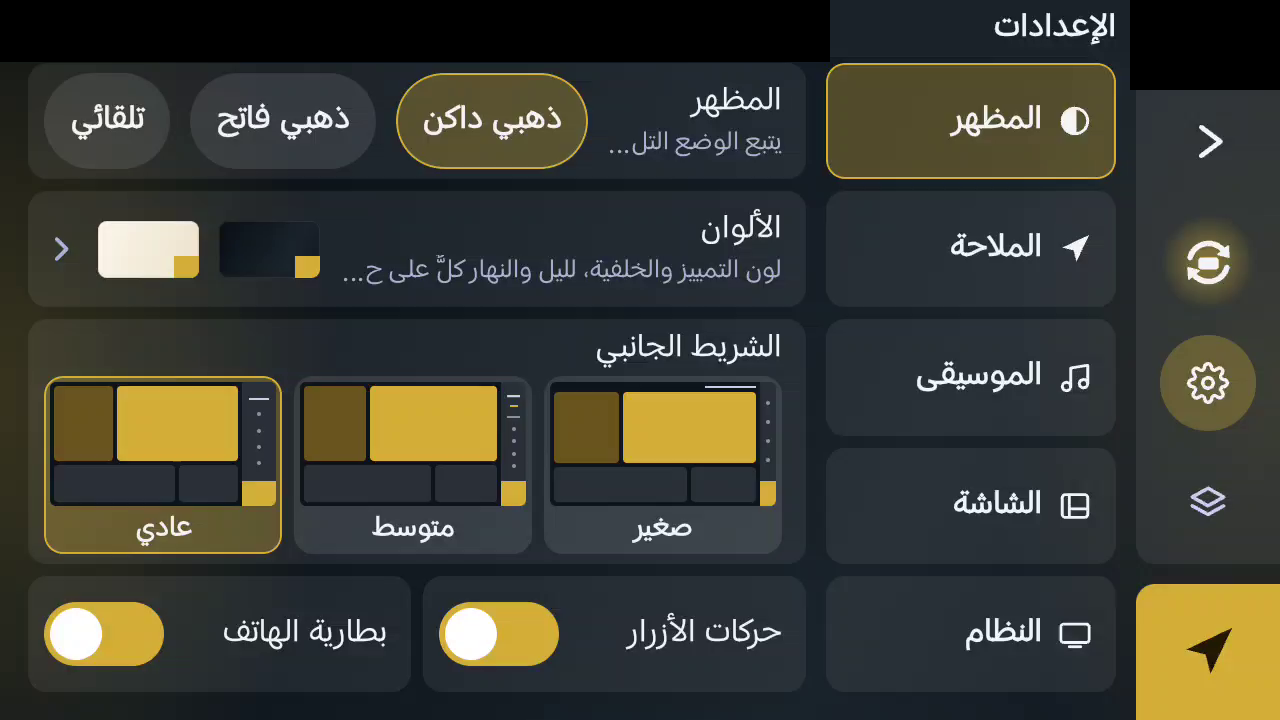 الإعدادات
المظهر
الملاحة
الموسيقى
الشاشة
النظام
المظهر
يتبع الوضع التل...
ذهبي داكن
ذهبي فاتح
تلقائي
الألوان
لون التمييز والخلفية، لليل والنهار كلٌّ على ح...
الشريط الجانبي
صغير
متوسط
عادي
حركات الأزرار
بطارية الهاتف